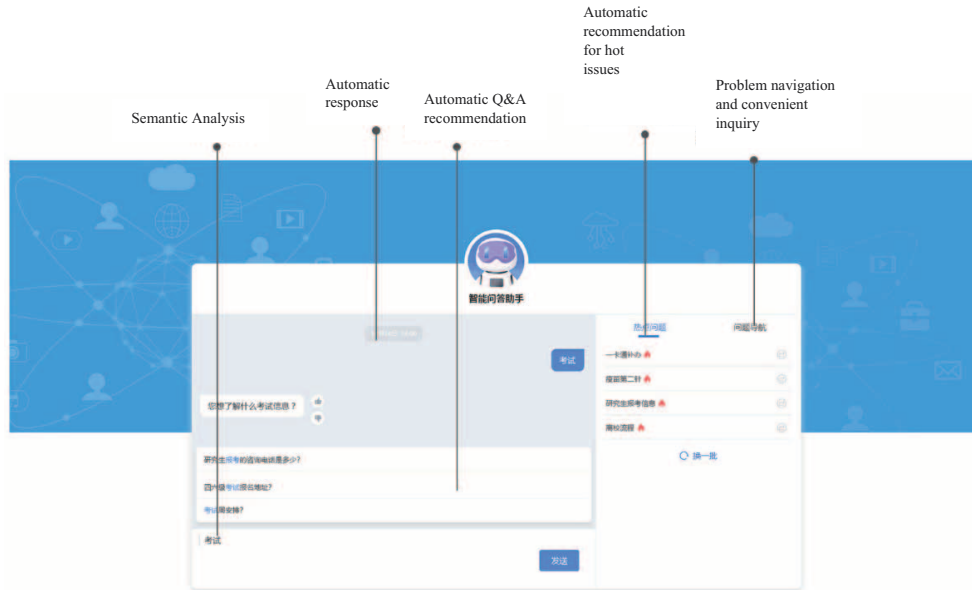 Automatic
recommendation
for hot
issues
Automatic
response
Automatic Q&A
recommendation
Problem navigation
and convenient
inquiry
Semantic Analysis
智能问答助手
热点问题
问题导航
考试
一卡通补办
疫苗第二针
您想了解什么考试信息？
研究生报考信息
离校流程
换一批
研究生报考的咨询电话是多少?
四六级考试报名地址?
考试周安排?
考试
发送